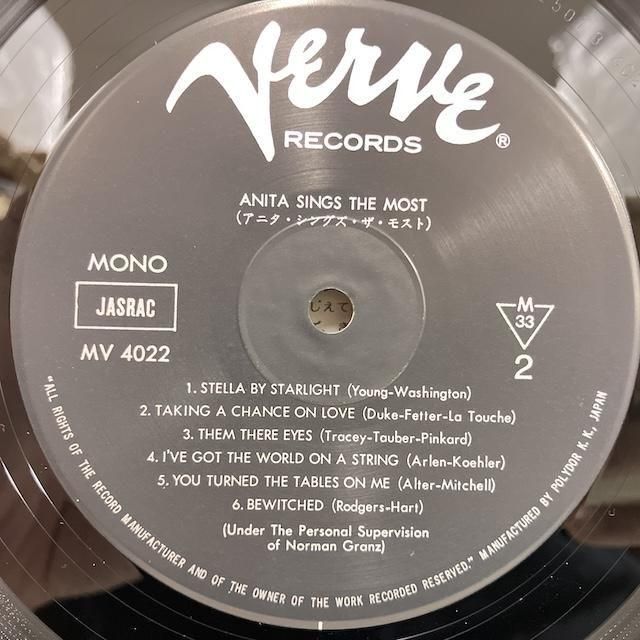 Verve
RECORDS®
ANITA SINGS THE MOST
(アニタ・シングズ・ザ・モスト)
MONO
JASRAC
MV 4022
M
33
2
1. STELLA BY STARLIGHT (Young-Washington)
2. TAKING A CHANCE ON LOVE (Duke-Fetter-La Touche)
3. THEM THERE EYES (Tracey-Tauber-Pinkard)
4. I'VE GOT THE WORLD ON A STRING (Arlen-Koehler)
5. YOU TURNED THE TABLES ON ME (Alter-Mitchell)
6. BEWITCHED (Rodgers-Hart)
(Under The Personal Supervision
of Norman Granz)
"ALL RIGHTS OF THE RECORD MANUFACTURER AND OF THE OWNER OF THE WORK RECORDED RESERVED." MANUFACTURED BY POLYDOR K. K., JAPAN
じえて